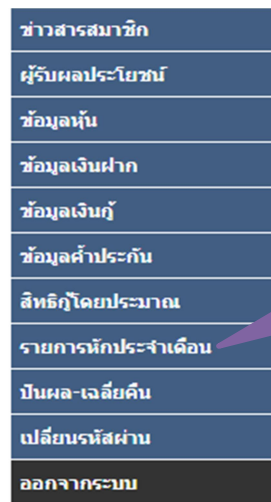 ข่าวสารสมาชิก
ผู้รับผลประโยชน์
ข้อมูลหุ้น
ข้อมูลเงินฝาก
ข้อมูลเงินกู้
ข้อมูลค้ำประกัน
สิทธิกู้โดยประมาณ
รายการหักประจำเดือน
ปันผล-เฉลี่ยคืน
เปลี่ยนรหัสผ่าน
ออกจากระบบ